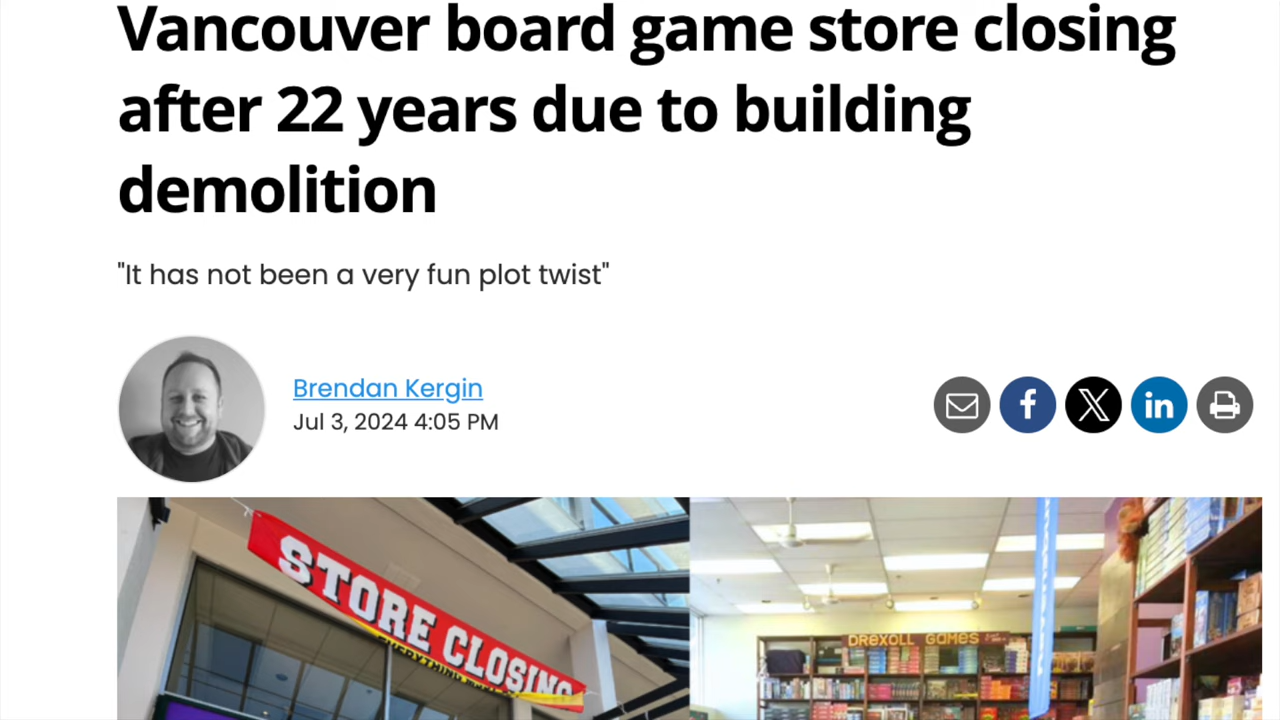 Vancouver board game store closing
after 22 years due to building
demolition
"It has not been a very fun plot twist"
Brendan Kergin
Jul 3, 2024 4:05 PM
STORE CLOSING
DREXOLL GAMES